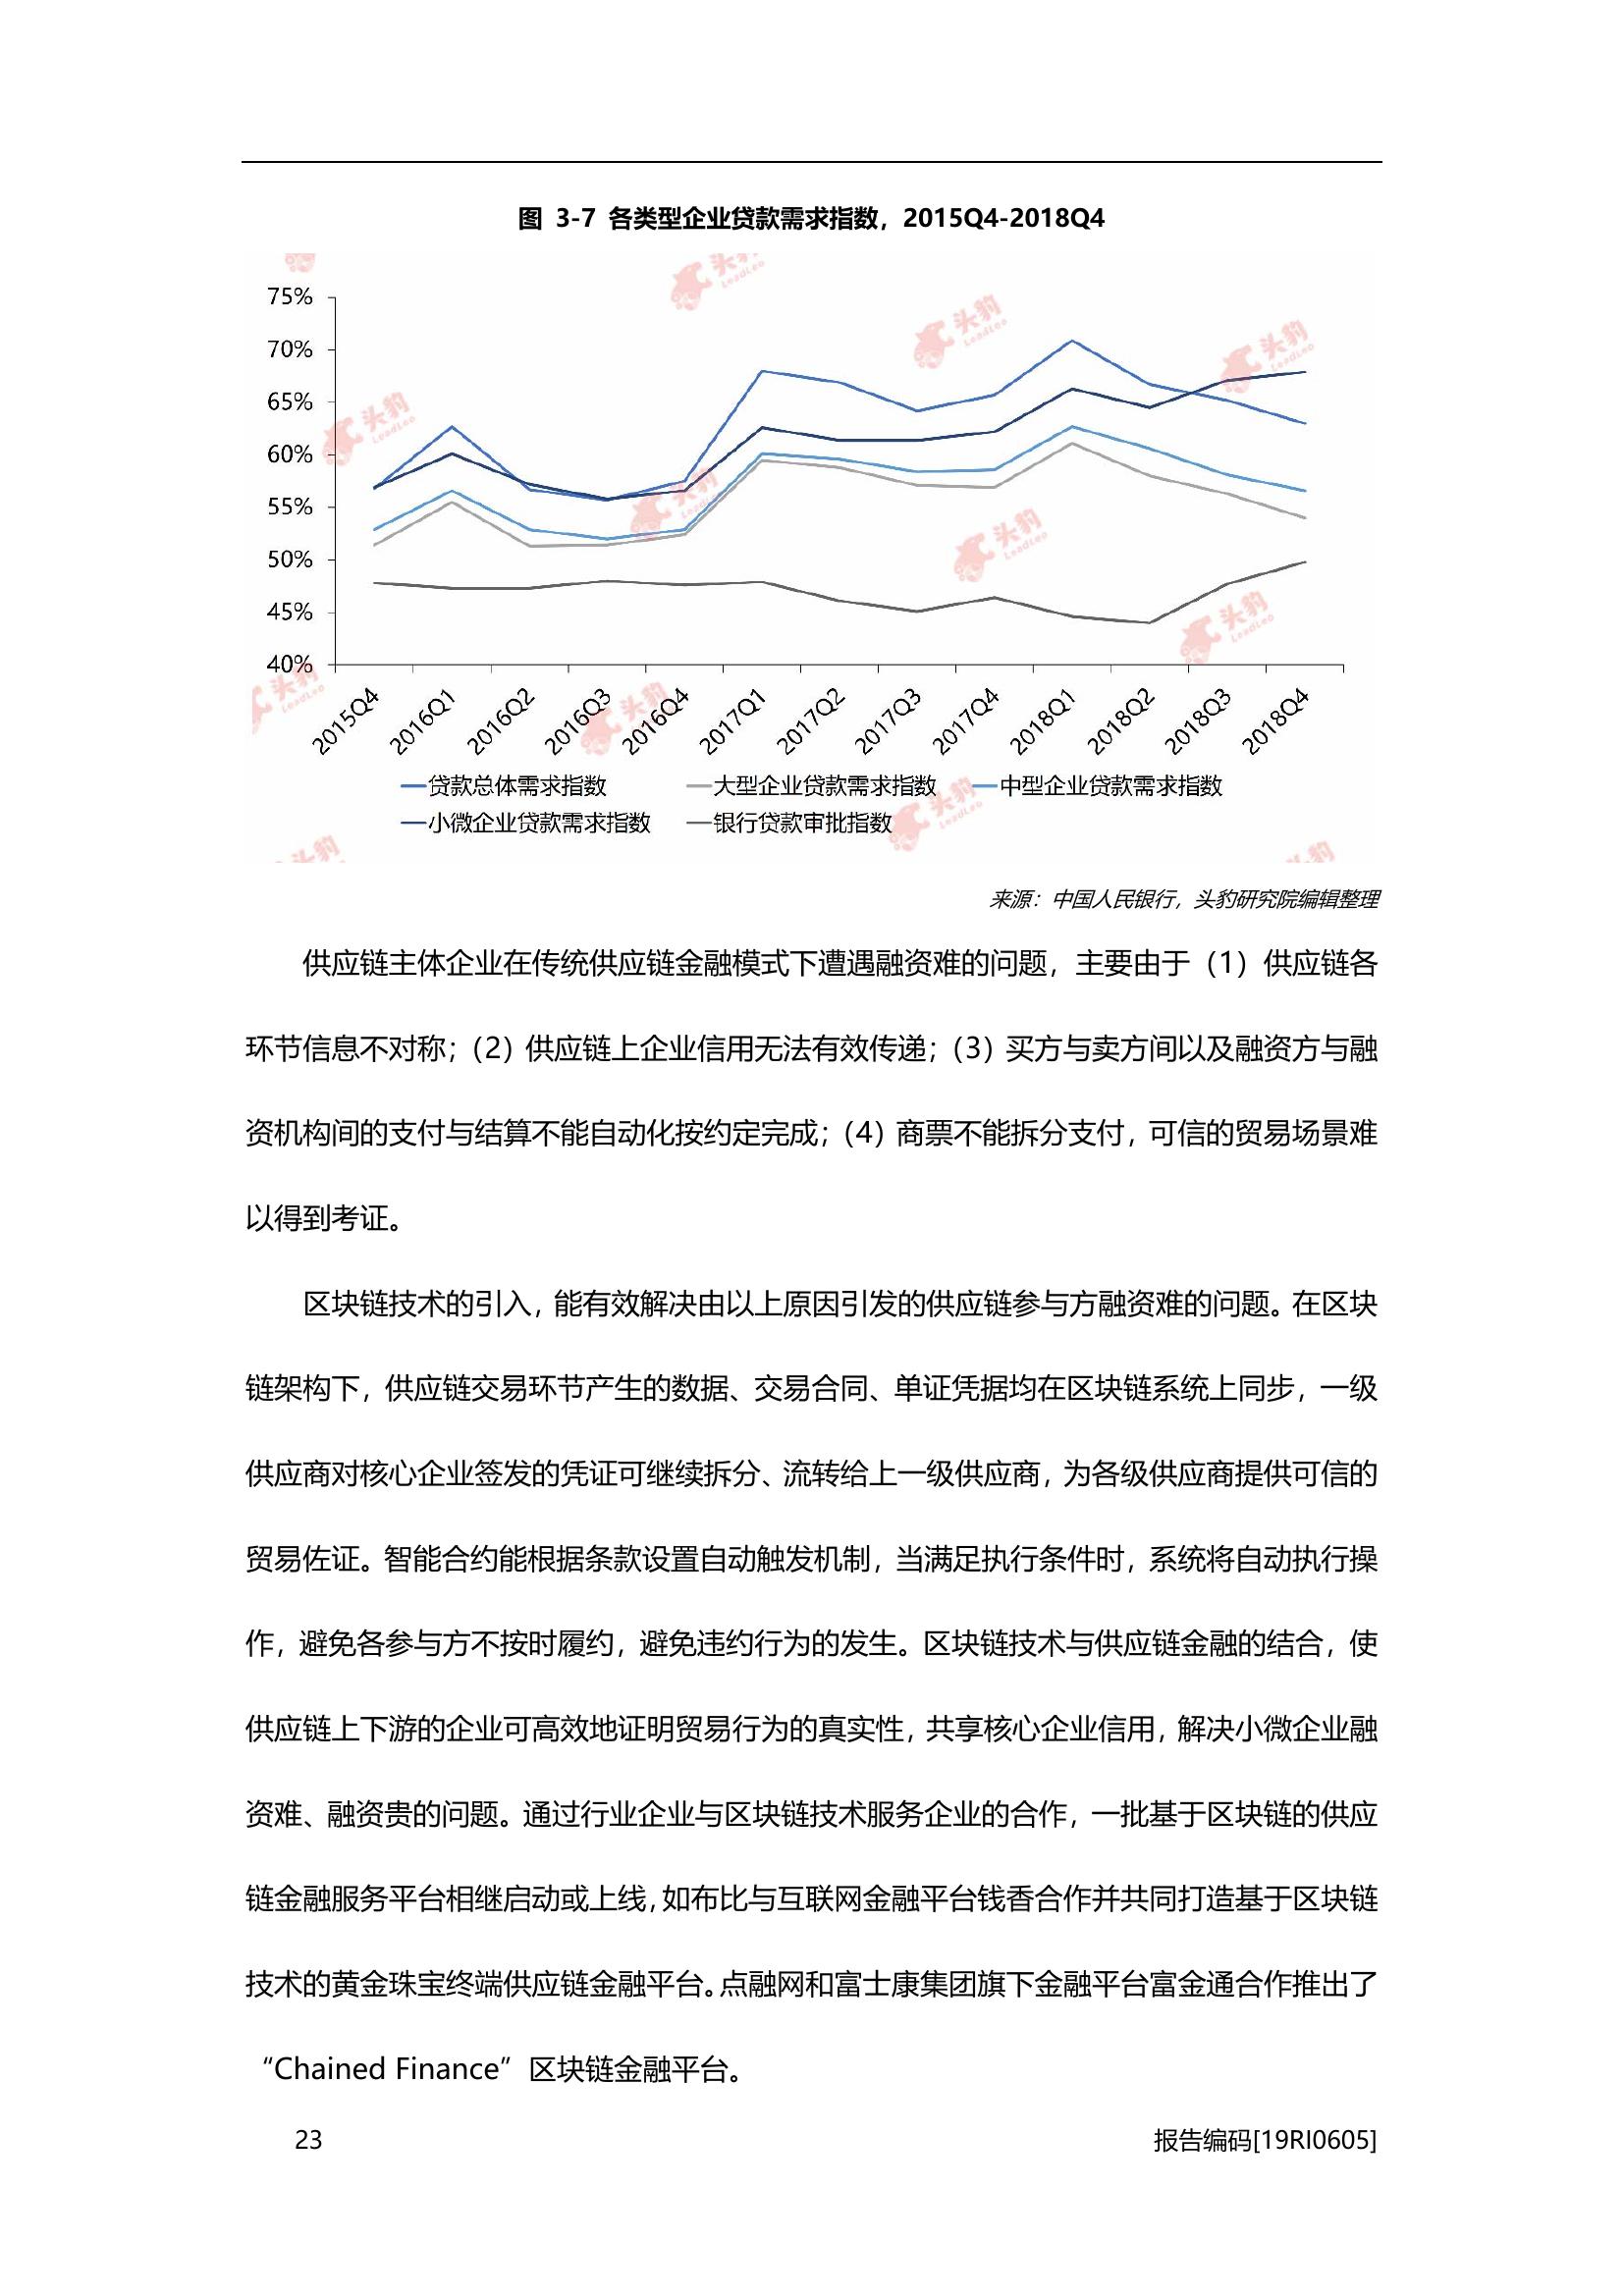 图 3-7 各类型企业贷款需求指数，2015Q4-2018Q4
75%
70%
65%
60%
55%
50%
45%
40%
2015Q4 2016Q1 2016Q2 2016Q3 2016Q4 2017Q1 2017Q2 2017Q3 2017Q4 2018Q1 2018Q2 2018Q3 2018Q4
贷款总体需求指数 大型企业贷款需求指数 中型企业贷款需求指数
小微企业贷款需求指数 银行贷款审批指数
头豹 LeadLeo
来源：中国人民银行，头豹研究院编辑整理
供应链主体企业在传统供应链金融模式下遭遇融资难的问题，主要由于（1）供应链各
环节信息不对称；（2）供应链上企业信用无法有效传递；（3）买方与卖方间以及融资方与融
资机构间的支付与结算不能自动化按约定完成；（4）商票不能拆分支付，可信的贸易场景难
以得到考证。
区块链技术的引入，能有效解决由以上原因引发的供应链参与方融资难的问题。在区块
链架构下，供应链交易环节产生的数据、交易合同、单证凭据均在区块链系统上同步，一级
供应商对核心企业签发的凭证可继续拆分、流转给上一级供应商，为各级供应商提供可信的
贸易佐证。智能合约能根据条款设置自动触发机制，当满足执行条件时，系统将自动执行操
作，避免各参与方不按时履约，避免违约行为的发生。区块链技术与供应链金融的结合，使
供应链上下游的企业可高效地证明贸易行为的真实性，共享核心企业信用，解决小微企业融
资难、融资贵的问题。通过行业企业与区块链技术服务企业的合作，一批基于区块链的供应
链金融服务平台相继启动或上线，如布比与互联网金融平台钱香合作并共同打造基于区块链
技术的黄金珠宝终端供应链金融平台。点融网和富士康集团旗下金融平台富金通合作推出了
“Chained Finance”区块链金融平台。
23 报告编码[19RI0605]